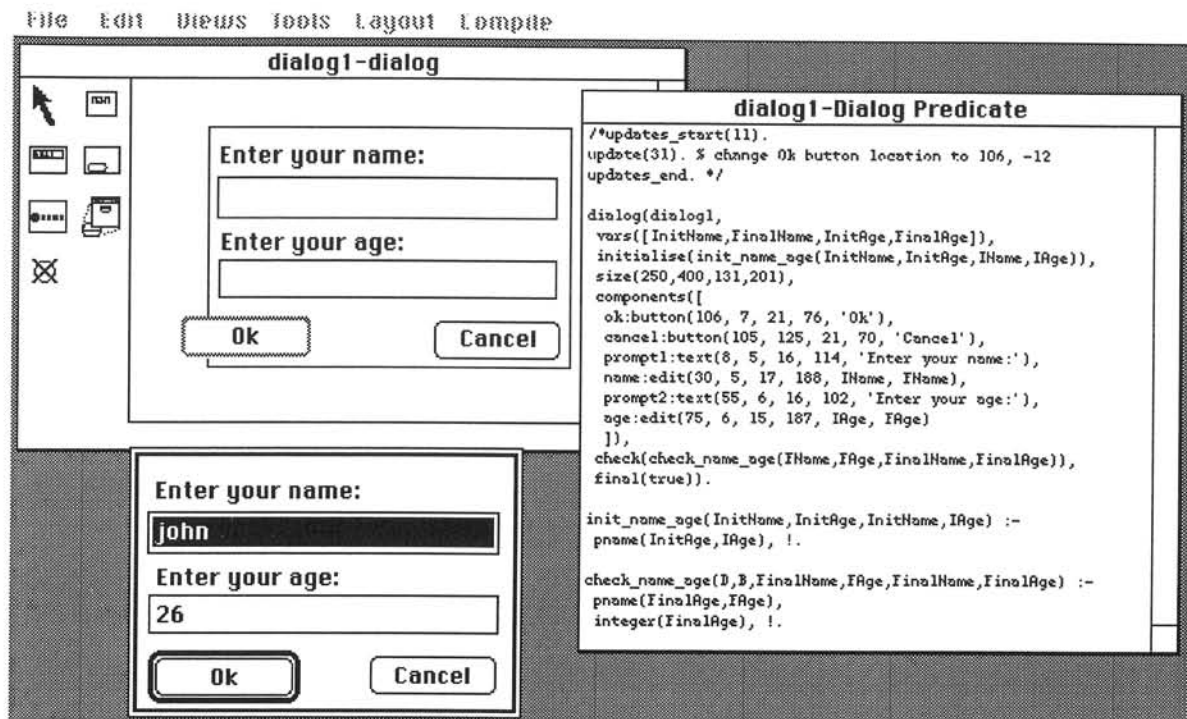 File Edit Views Tools Layout Compile
dialog1-dialog
Enter your name:
Enter your age:
Ok
Cancel
dialog1-Dialog Predicate
/*updates_start(11).
update(31). % change Ok button location to 106, -12
updates_end. */
dialog(dialog1,
vars([InitName,FinalName,InitAge,FinalAge]),
initialise(init_name_age(InitName,InitAge,IName,IAge)),
size(250,400,131,201),
components([
ok:button(106, 7, 21, 76, 'Ok'),
cancel:button(105, 125, 21, 70, 'Cancel'),
prompt1:text(8, 5, 16, 114, 'Enter your name:'),
name:edit(30, 5, 17, 188, IName, FName),
prompt2:text(55, 6, 16, 102, 'Enter your age:'),
age:edit(75, 6, 15, 187, IAge, FAge)
]),
check(check_name_age(FName,FAge,FinalName,FinalAge)),
final(true)).
init_name_age(InitName,InitAge,InitName,IAge) :-
pname(InitAge,IAge), !.
check_name_age(D,B,FinalName,FAge,FinalName,FinalAge) :-
pname(FinalAge,FAge),
integer(FinalAge), !.
Enter your name:
john
Enter your age:
26
Ok
Cancel